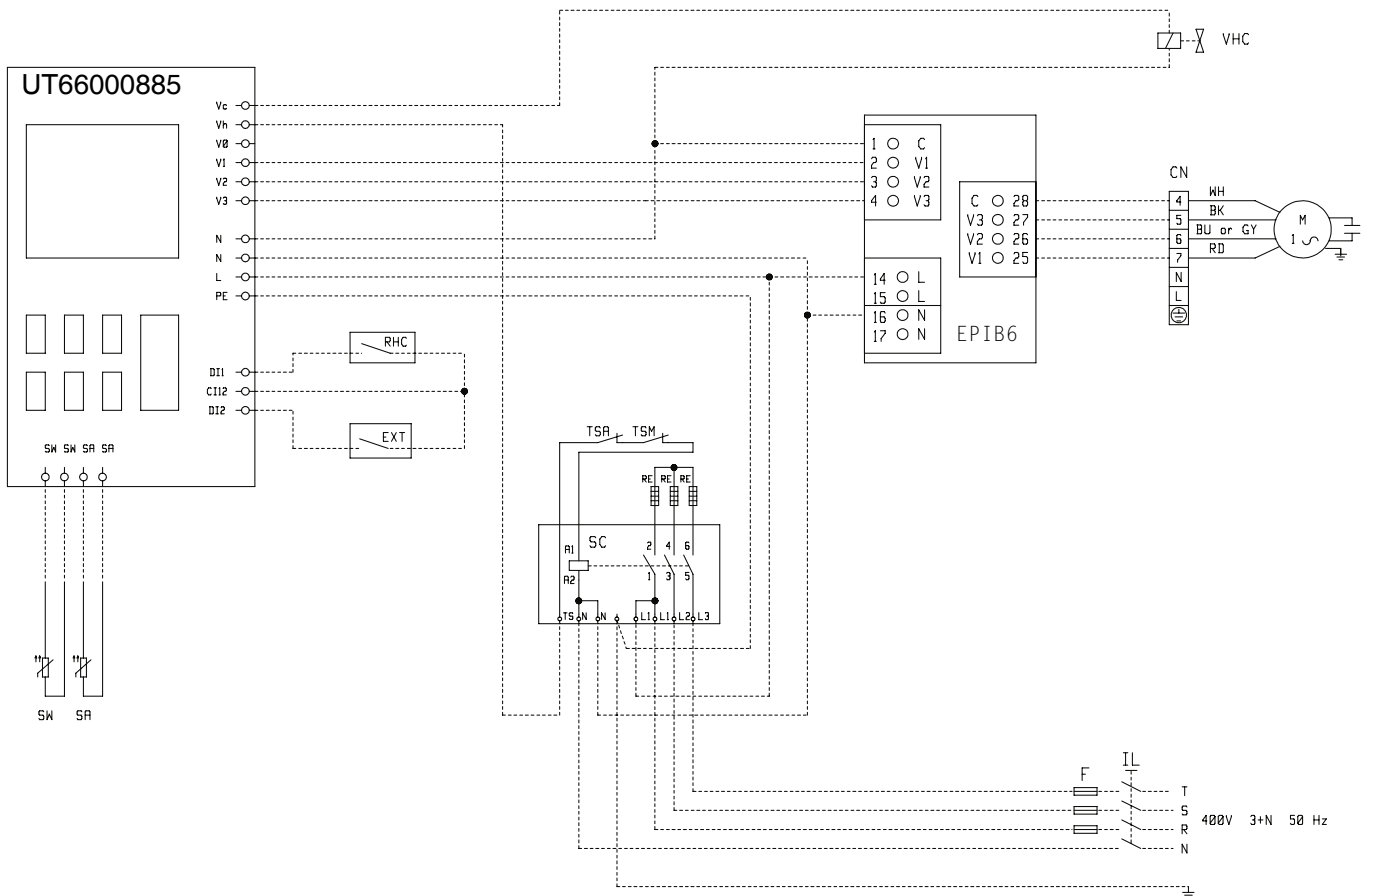 VHC
UT66000885
Vc
Vh
V0
V1
V2
V3
N
N
L
PE
1 C
2 V1
3 V2
4 V3
C 28
V3 27
V2 26
V1 25
14 L
15 L
16 N
17 N
EPIB6
CN
4
5
6
7
N
L
WH
BK
BU or GY
RD
M
1
RHC
DI1
CI12
DI2
EXT
SW SW SA SA
TSA TSM
RE RE RE
SC
A1
A2
2 4 6
1 3 5
TS N N L1 L1 L2 L3
SW SA
F IL
T
S
R
N
400V 3+N 50 Hz